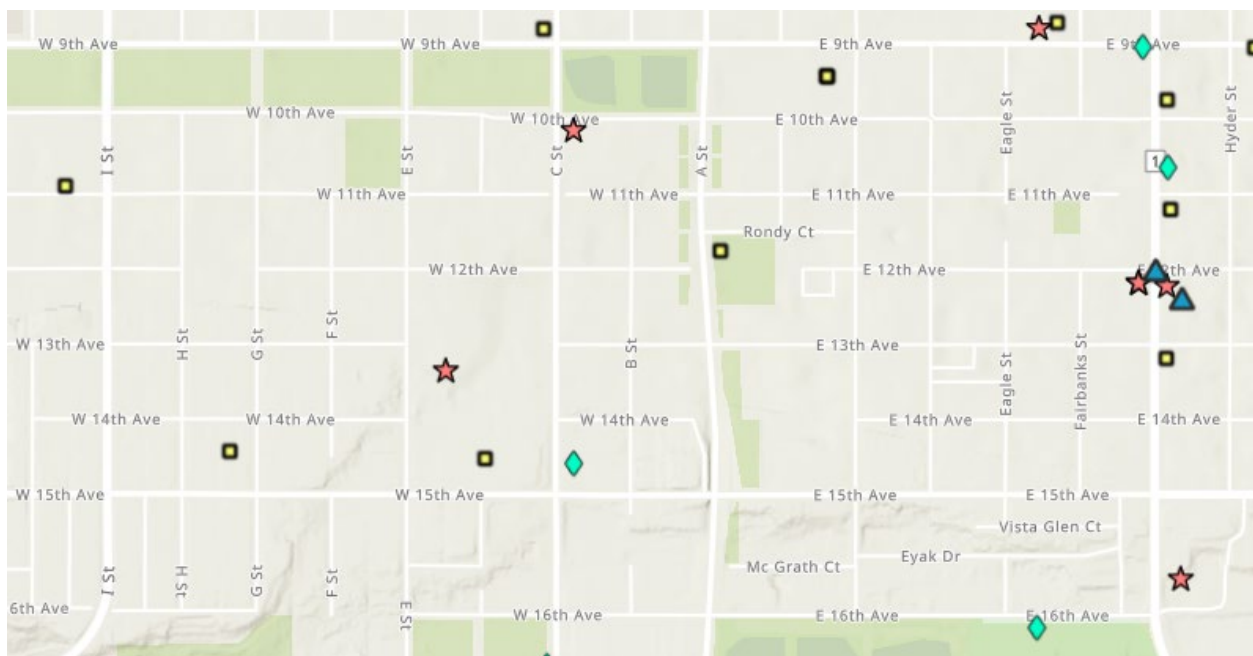 W 9th Ave
W 9th Ave
E 9th Ave
E 9th Ave
W 10th Ave
W 10th Ave
E 10th Ave
Eagle St
Hyder St
I St
E St
C St
A St
1
W 11th Ave
W 11th Ave
E 11th Ave
E 11th Ave
Rondy Ct
W 12th Ave
E 12th Ave
H St
G St
F St
W 13th Ave
B St
E 13th Ave
Eagle St
Fairbanks St
W 14th Ave
W 14th Ave
W 14th Ave
E 14th Ave
E 14th Ave
W 15th Ave
W 15th Ave
E 15th Ave
E 15th Ave
Vista Glen Ct
Eyak Dr
Mc Grath Ct
I St
H St
G St
F St
E St
6th Ave
W 16th Ave
E 16th Ave
E 16th Ave